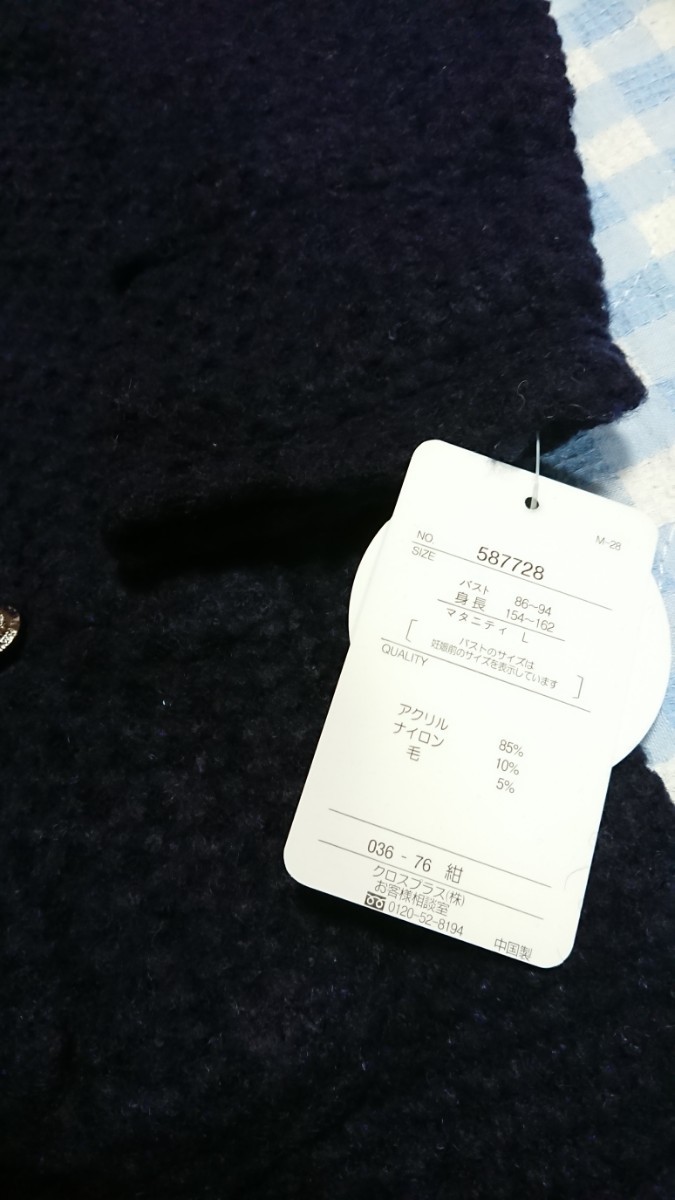 M-28
NO 587728
SIZE
バスト 86~94
身長 154~162
マタニティ L
バストのサイズは
妊娠前のサイズを表示しています
QUALITY
アクリル 85%
ナイロン 10%
毛 5%
036 - 76 紺
クロスプラス(株)
お客様相談室
0120-52-8194
中国製